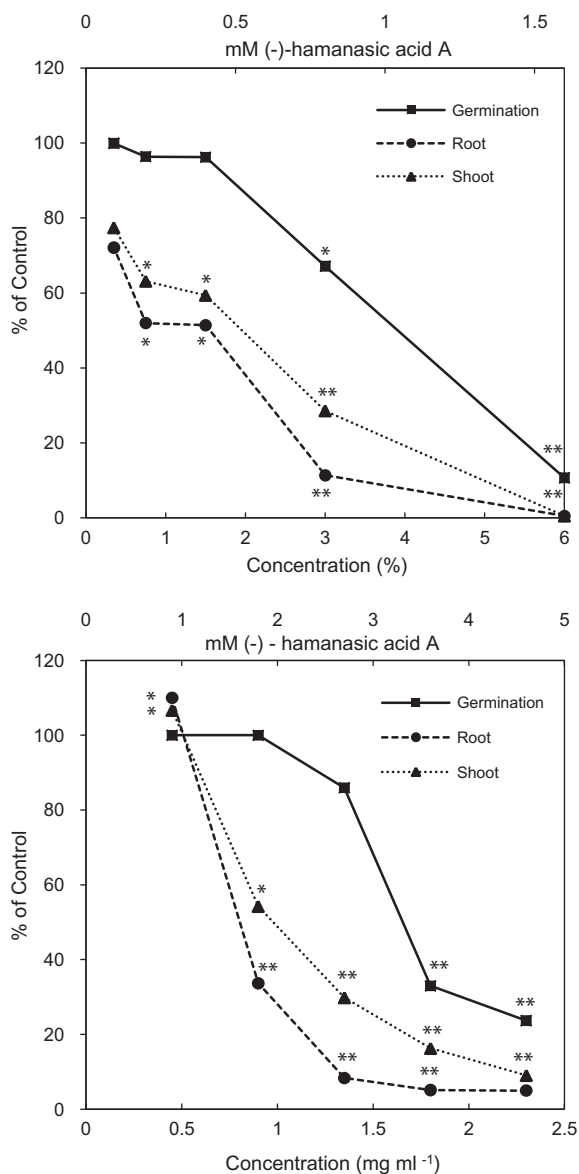 0 0.5 1 1.5
mM (-)-hamanasic acid A
120
100
80
60
40
20
0
% of Control
Germination
Root
Shoot
*
*
*
*
*
**
**
**
**
0 1 2 3 4 5 6
Concentration (%)
0 1 2 3 4 5
mM (-) - hamanasic acid A
120
100
80
60
40
20
0
% of Control
Germination
Root
Shoot
*
*
*
**
**
**
**
**
**
**
**
0 0.5 1 1.5 2 2.5
Concentration (mg ml -1)